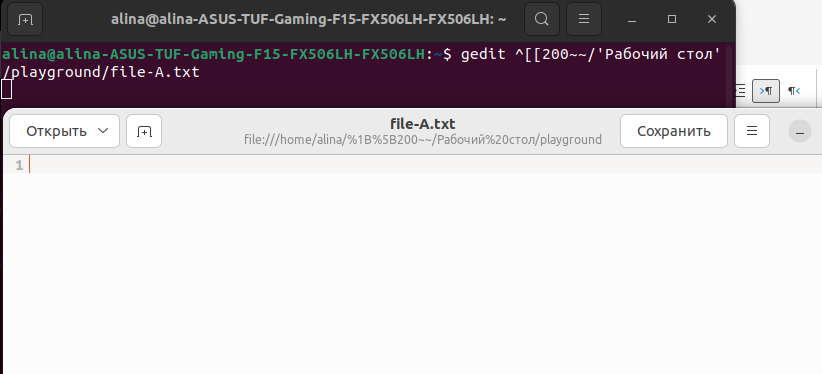 alina@alina-ASUS-TUF-Gaming-F15-FX506LH-FX506LH: ~
alina@alina-ASUS-TUF-Gaming-F15-FX506LH-FX506LH:~$ gedit ^[[200~~/'Рабочий стол'
/playground/file-A.txt
Открыть
file-A.txt
file:///home/alina/%1B%5B200~~/Рабочий%20стол/playground
Сохранить
1